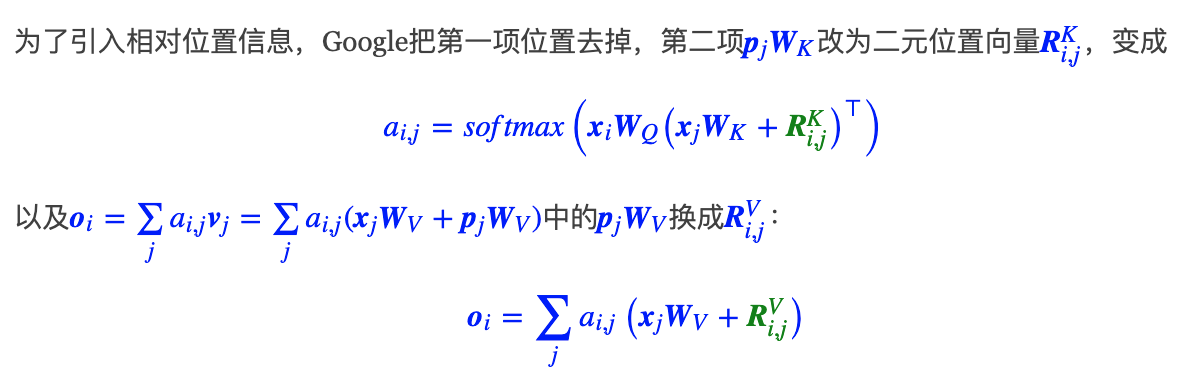 为了引入相对位置信息，Google把第一项位置去掉，第二项$\boldsymbol{p}_j \boldsymbol{W}_K$改为二元位置向量$\boldsymbol{R}_{i,j}^{K}$，变成
$$a_{i,j} = softmax\left(\boldsymbol{x}_i \boldsymbol{W}_Q \left(\boldsymbol{x}_j \boldsymbol{W}_K + \boldsymbol{R}_{i,j}^{K}\right)^{\top}\right)$$
以及$\boldsymbol{o}_i = \sum\limits_j a_{i,j} \boldsymbol{v}_j = \sum\limits_j a_{i,j} (\boldsymbol{x}_j \boldsymbol{W}_V + \boldsymbol{p}_j \boldsymbol{W}_V)$中的$\boldsymbol{p}_j \boldsymbol{W}_V$换成$\boldsymbol{R}_{i,j}^{V}$：
$$\boldsymbol{o}_i = \sum_j a_{i,j} \left(\boldsymbol{x}_j \boldsymbol{W}_V + \boldsymbol{R}_{i,j}^{V}\right)$$